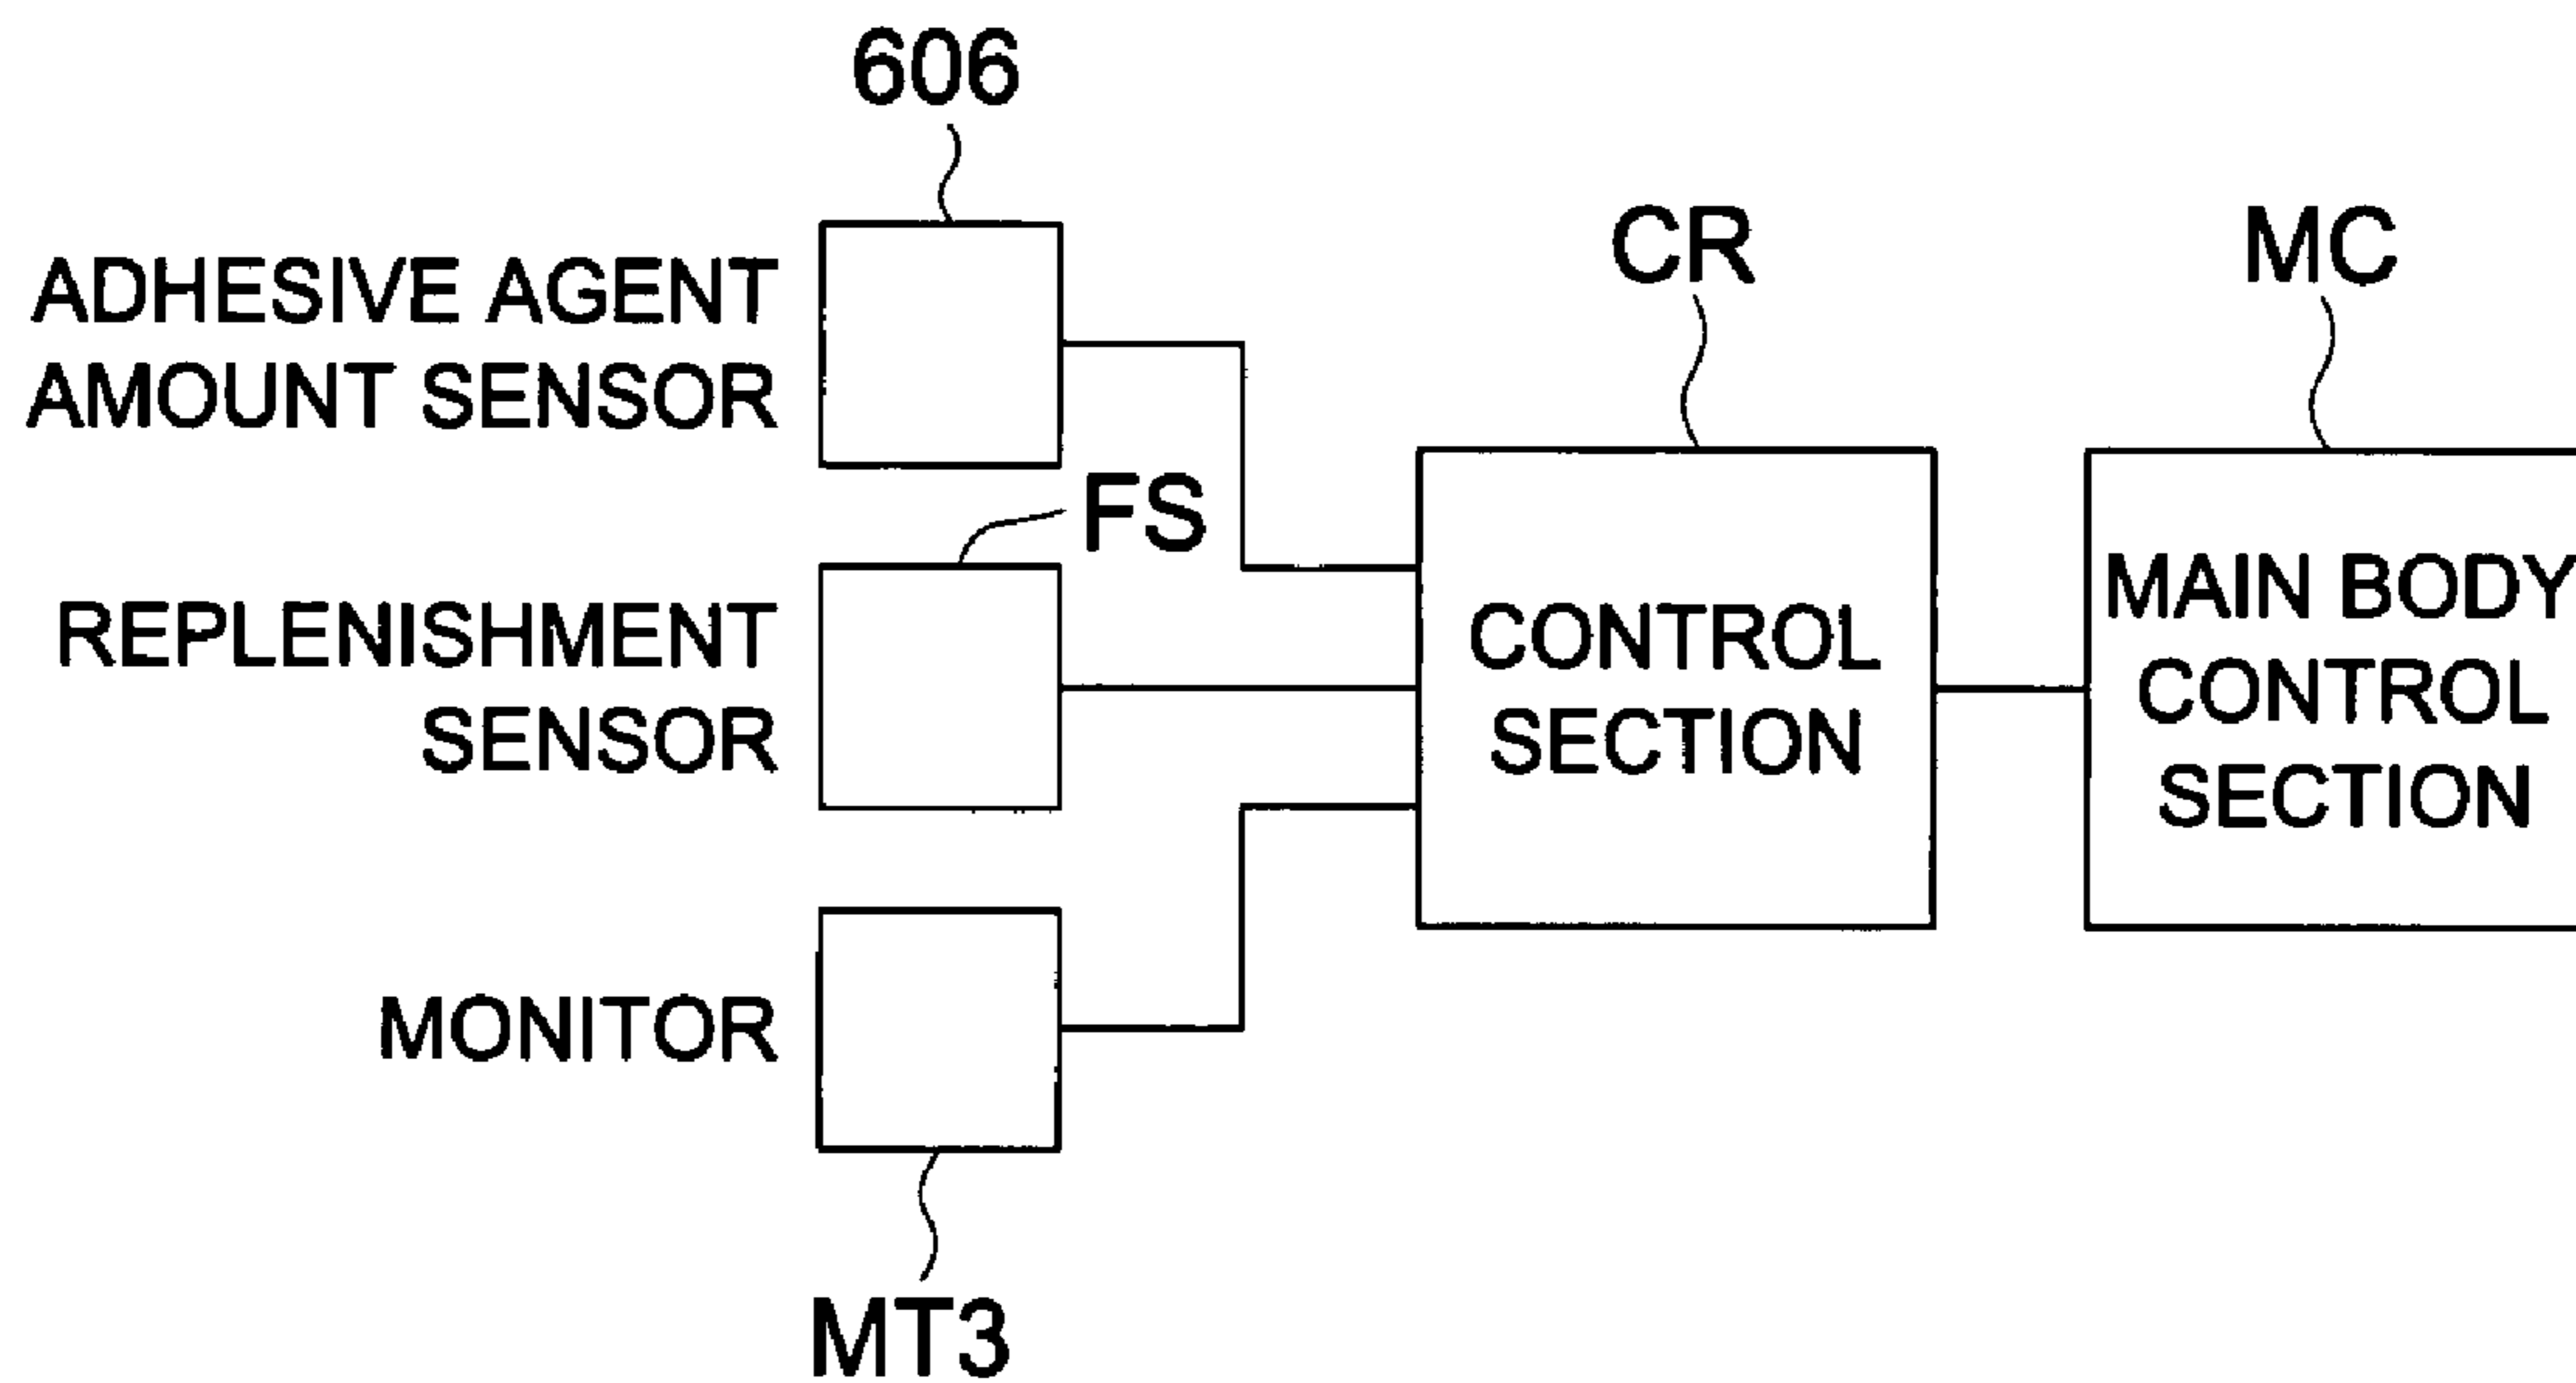 606
ADHESIVE AGENT
AMOUNT SENSOR
CR
MC
FS
REPLENISHMENT
SENSOR
CONTROL
SECTION
MAIN BODY
CONTROL
SECTION
MONITOR
MT3